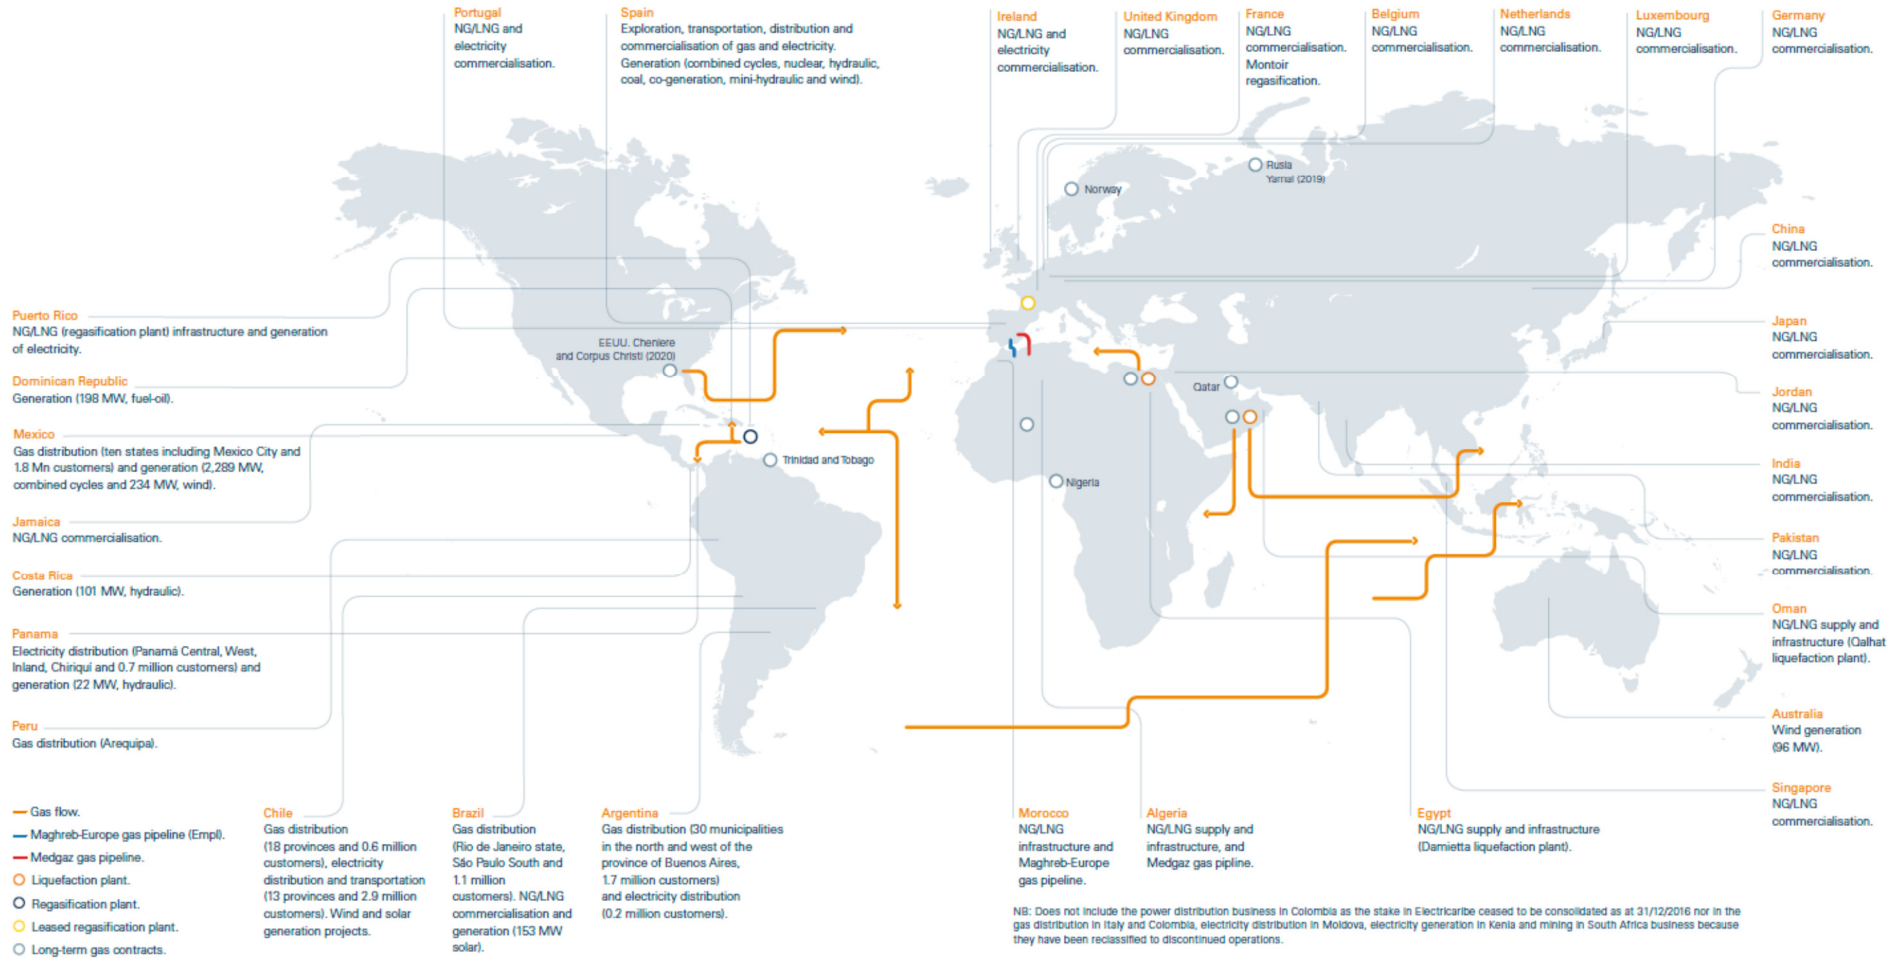 Portugal
NG/LNG and
electricity
commercialisation.
Spain
Exploration, transportation, distribution and
commercialisation of gas and electricity.
Generation (combined cycles, nuclear, hydraulic,
coal, co-generation, mini-hydraulic and wind).
Ireland
NG/LNG and
electricity
commercialisation.
United Kingdom
NG/LNG
commercialisation.
France
NG/LNG
commercialisation.
Montoir
regasification.
Belgium
NG/LNG
commercialisation.
Netherlands
NG/LNG
commercialisation.
Luxembourg
NG/LNG
commercialisation.
Germany
NG/LNG
commercialisation.
Rusia
Yamal (2019)
Norway
EEUU. Cheniere
and Corpus Christi (2020)
Qatar
Trinidad and Tobago
Nigeria
Puerto Rico
NG/LNG (regasification plant) infrastructure and generation
of electricity.
Dominican Republic
Generation (198 MW, fuel-oil).
Mexico
Gas distribution (ten states including Mexico City and
1.8 Mn customers) and generation (2,289 MW,
combined cycles and 234 MW, wind).
Jamaica
NG/LNG commercialisation.
Costa Rica
Generation (101 MW, hydraulic).
Panama
Electricity distribution (Panamá Central, West,
Inland, Chiriquí and 0.7 million customers) and
generation (22 MW, hydraulic).
Peru
Gas distribution (Arequipa).
China
NG/LNG
commercialisation.
Japan
NG/LNG
commercialisation.
Jordan
NG/LNG
commercialisation.
India
NG/LNG
commercialisation.
Pakistan
NG/LNG
commercialisation.
Oman
NG/LNG supply and
infrastructure (Qalhat
liquefaction plant).
Australia
Wind generation
(96 MW).
Singapore
NG/LNG
commercialisation.
Gas flow.
Maghreb-Europe gas pipeline (Empl).
Medgaz gas pipeline.
Liquefaction plant.
Regasification plant.
Leased regasification plant.
Long-term gas contracts.
Chile
Gas distribution
(18 provinces and 0.6 million
customers), electricity
distribution and transportation
(13 provinces and 2.9 million
customers). Wind and solar
generation projects.
Brazil
Gas distribution
(Rio de Janeiro state,
São Paulo South and
1.1 million
customers). NG/LNG
commercialisation and
generation (153 MW
solar).
Argentina
Gas distribution (30 municipalities
in the north and west of the
province of Buenos Aires,
1.7 million customers)
and electricity distribution
(0.2 million customers).
Morocco
NG/LNG
infrastructure and
Maghreb-Europe
gas pipeline.
Algeria
NG/LNG supply and
infrastructure, and
Medgaz gas pipline.
Egypt
NG/LNG supply and infrastructure
(Damietta liquefaction plant).
NB: Does not include the power distribution business in Colombia as the stake in Electricaribe ceased to be consolidated as at 31/12/2016 nor in the
gas distribution in Italy and Colombia, electricity distribution in Moldova, electricity generation in Kenia and mining in South Africa business because
they have been reclassified to discontinued operations.